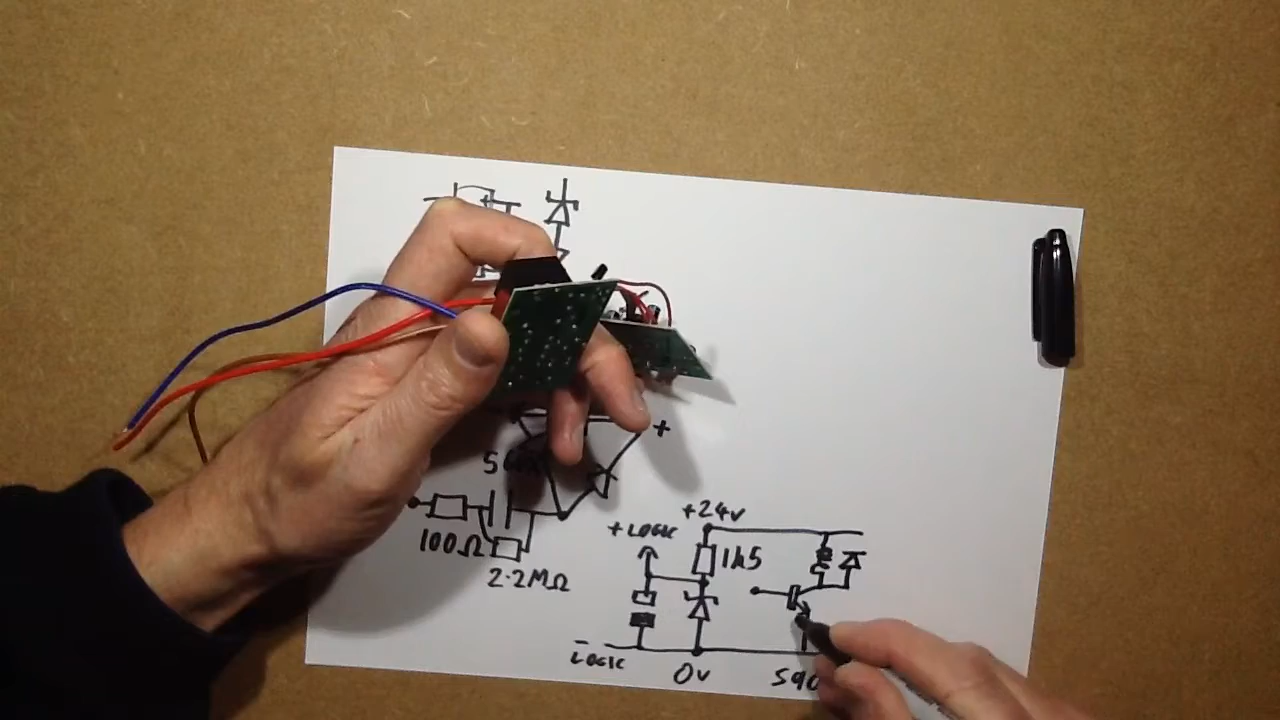 +
100Ω
2.2MΩ
+24v
+LOGIC
1k5
-
LOGIC
0v